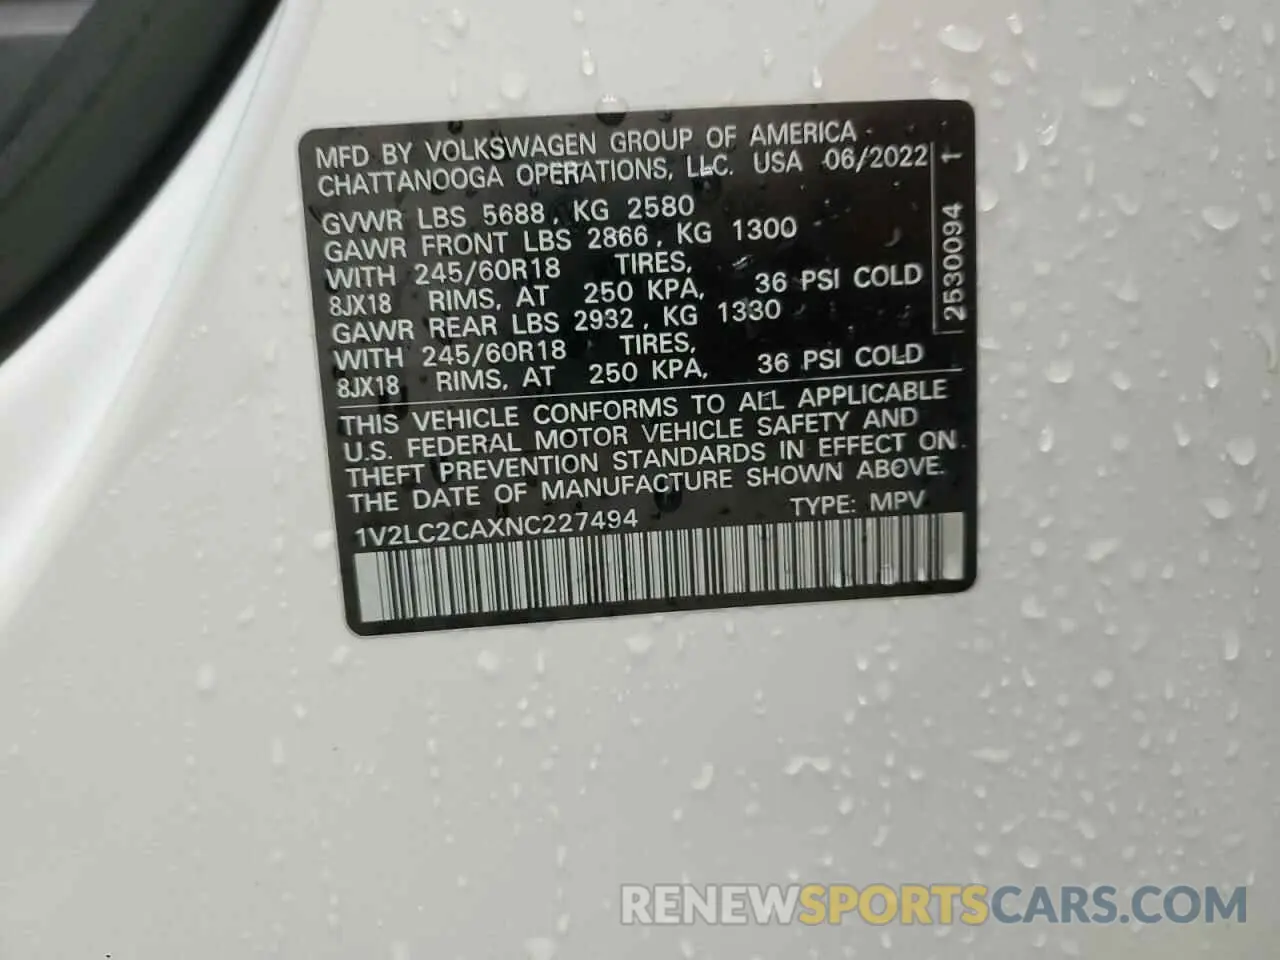 MFD BY VOLKSWAGEN GROUP OF AMERICA
CHATTANOOGA OPERATIONS, LLC. USA 06/2022
GVWR LBS 5688, KG 2580
GAWR FRONT LBS 2866, KG 1300
WITH 245/60R18 TIRES,
8JX18 RIMS, AT 250 KPA, 36 PSI COLD
GAWR REAR LBS 2932, KG 1330
WITH 245/60R18 TIRES,
8JX18 RIMS, AT 250 KPA, 36 PSI COLD
THIS VEHICLE CONFORMS TO ALL APPLICABLE
U.S. FEDERAL MOTOR VEHICLE SAFETY AND
THEFT PREVENTION STANDARDS IN EFFECT ON
THE DATE OF MANUFACTURE SHOWN ABOVE.
1V2LC2CAXNC227494 TYPE: MPV
2530094 1
RENEWSPORTSCARS.COM